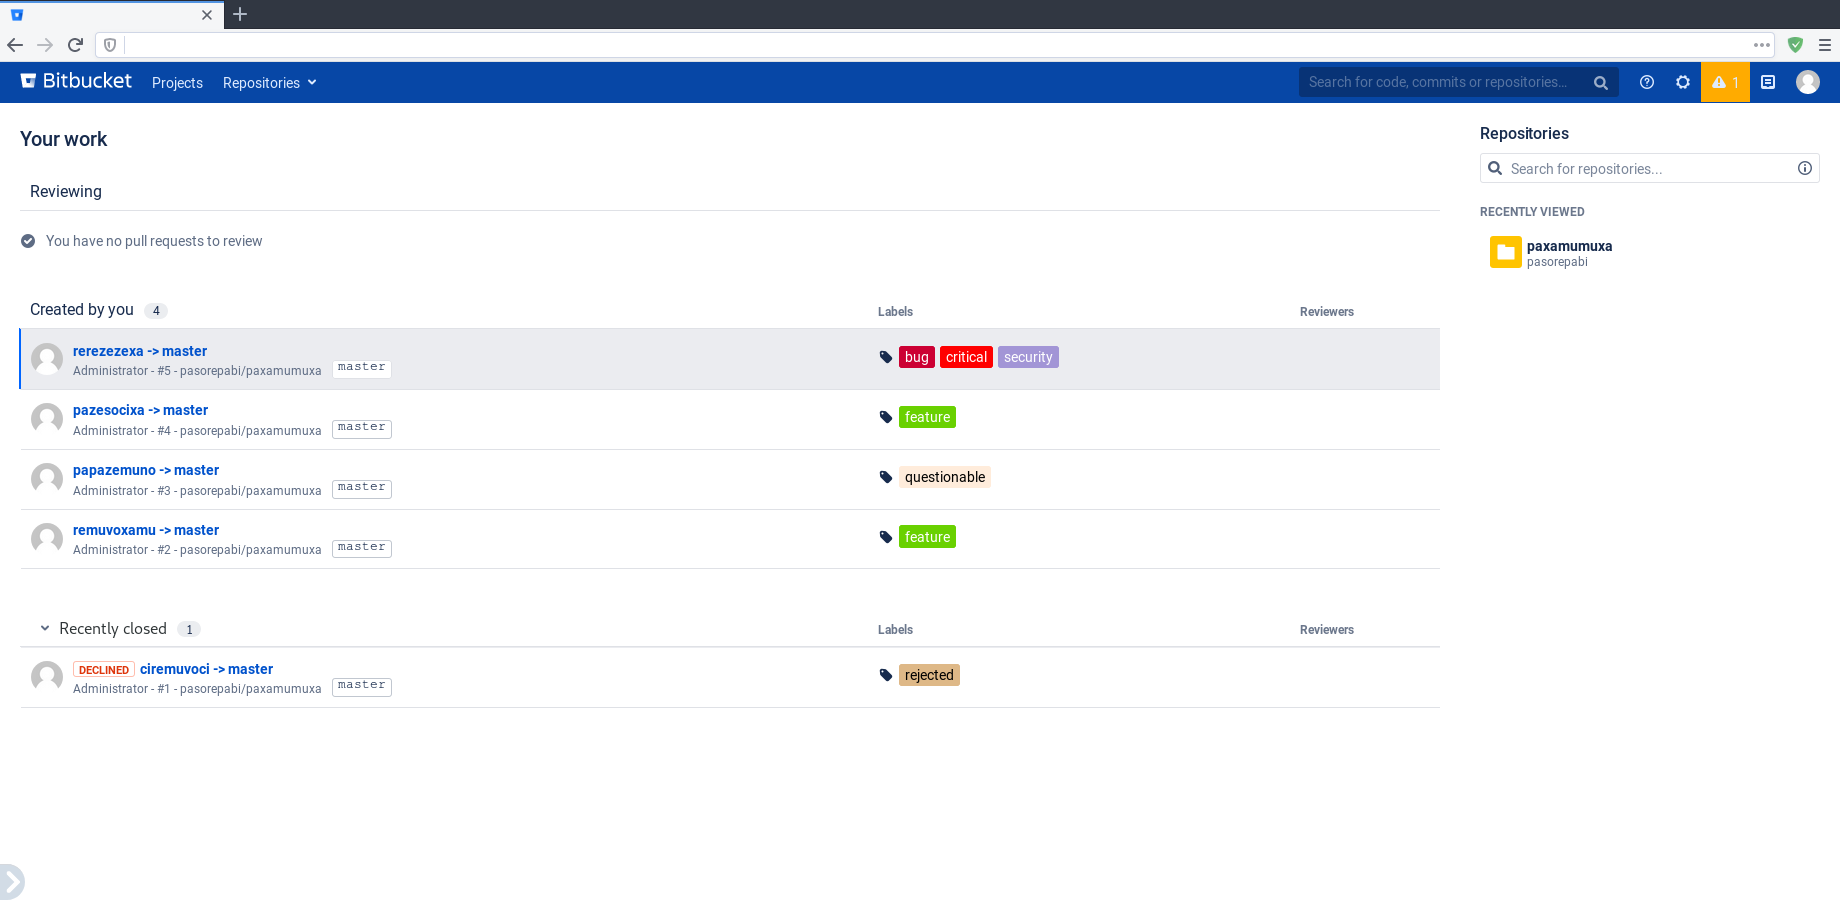 Bitbucket Projects Repositories Search for code, commits or repositories... 1
Your work
Repositories
Search for repositories...
Reviewing
RECENTLY VIEWED
You have no pull requests to review
paxamumuxa
pasorepabi
Created by you 4 Labels Reviewers
rerezezexa -> master
Administrator - #5 - pasorepabi/paxamumuxa master
bug critical security
pazesocixa -> master
Administrator - #4 - pasorepabi/paxamumuxa master
feature
papazemuno -> master
Administrator - #3 - pasorepabi/paxamumuxa master
questionable
remuvoxamu -> master
Administrator - #2 - pasorepabi/paxamumuxa master
feature
Recently closed 1 Labels Reviewers
DECLINED ciremuvoci -> master
Administrator - #1 - pasorepabi/paxamumuxa master
rejected